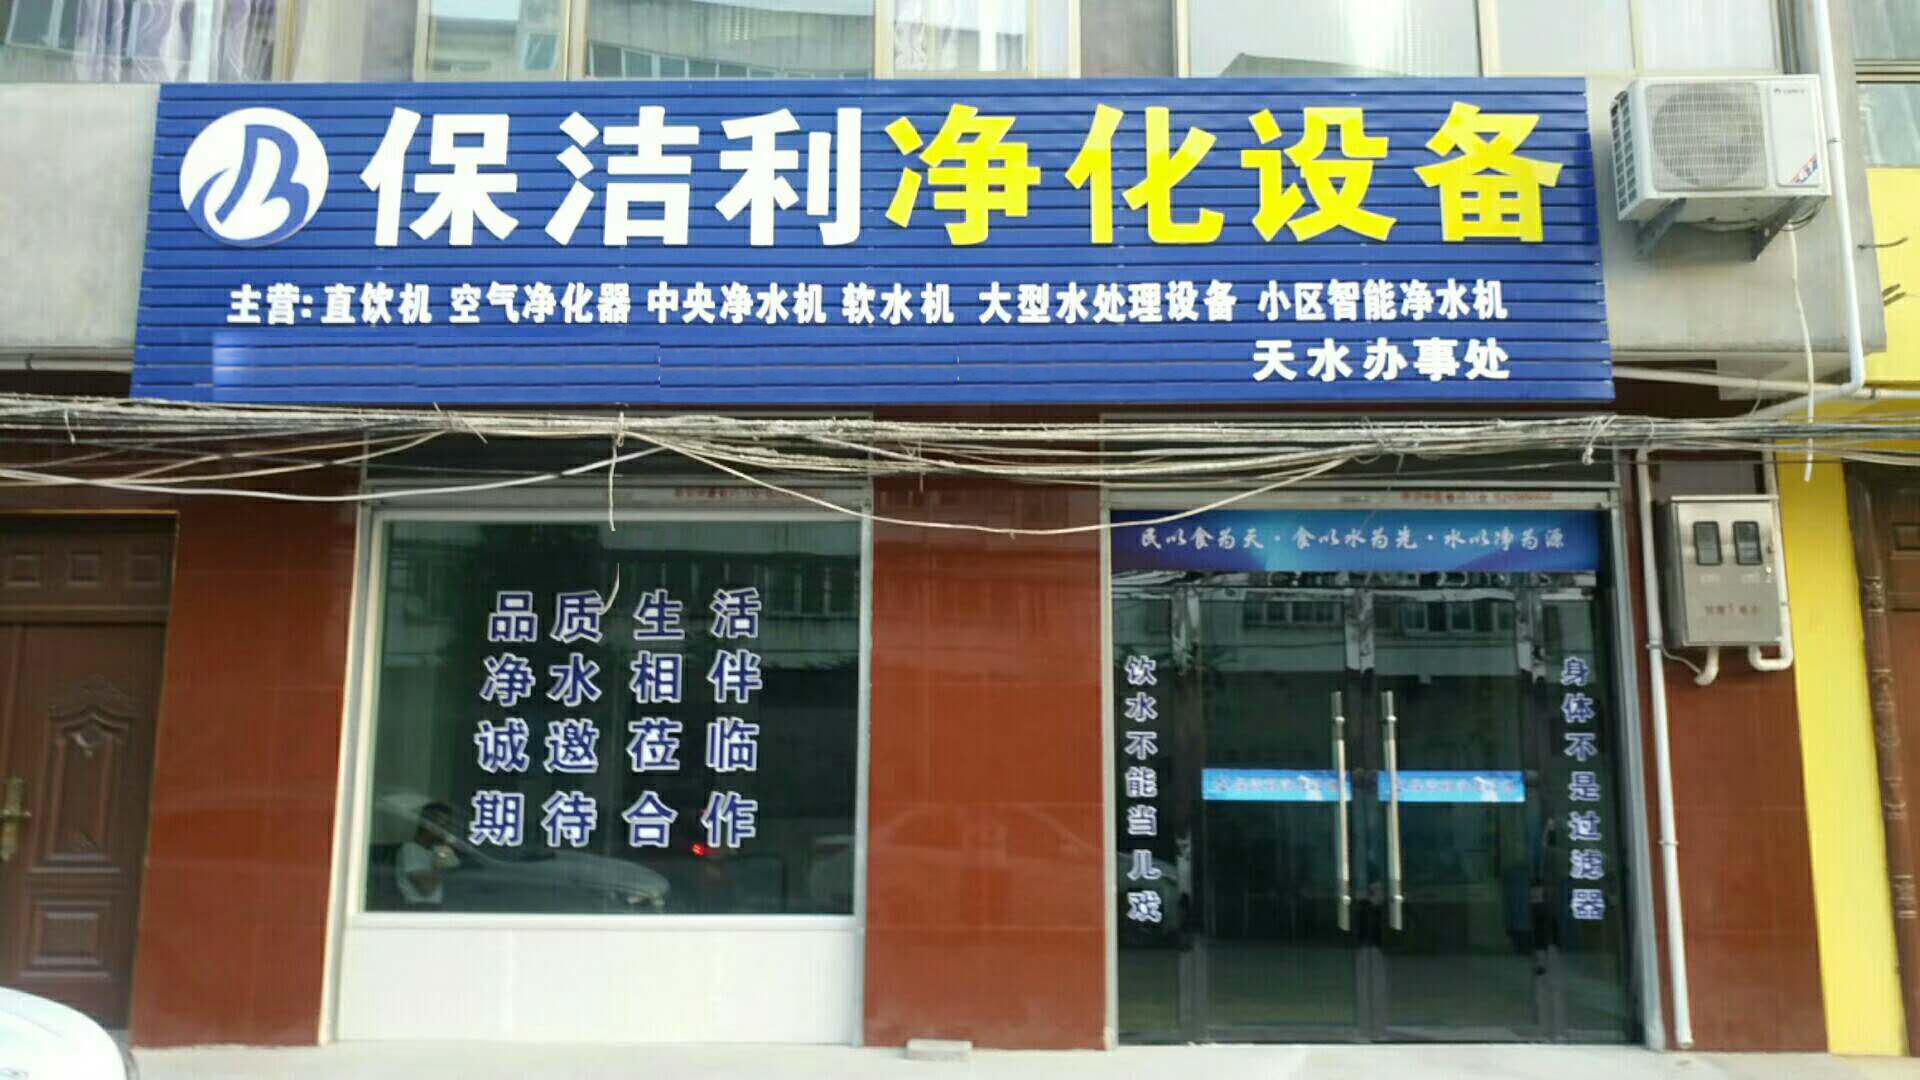 保洁利净化设备
主营:直饮机 空气净化器 中央净水机 软水机 大型水处理设备 小区智能净水机
天水办事处
民以食为天·食以水为先·水以净为源
品质生活
净水相伴
诚邀莅临
期待合作
饮水不能当儿戏
身体不是过滤器